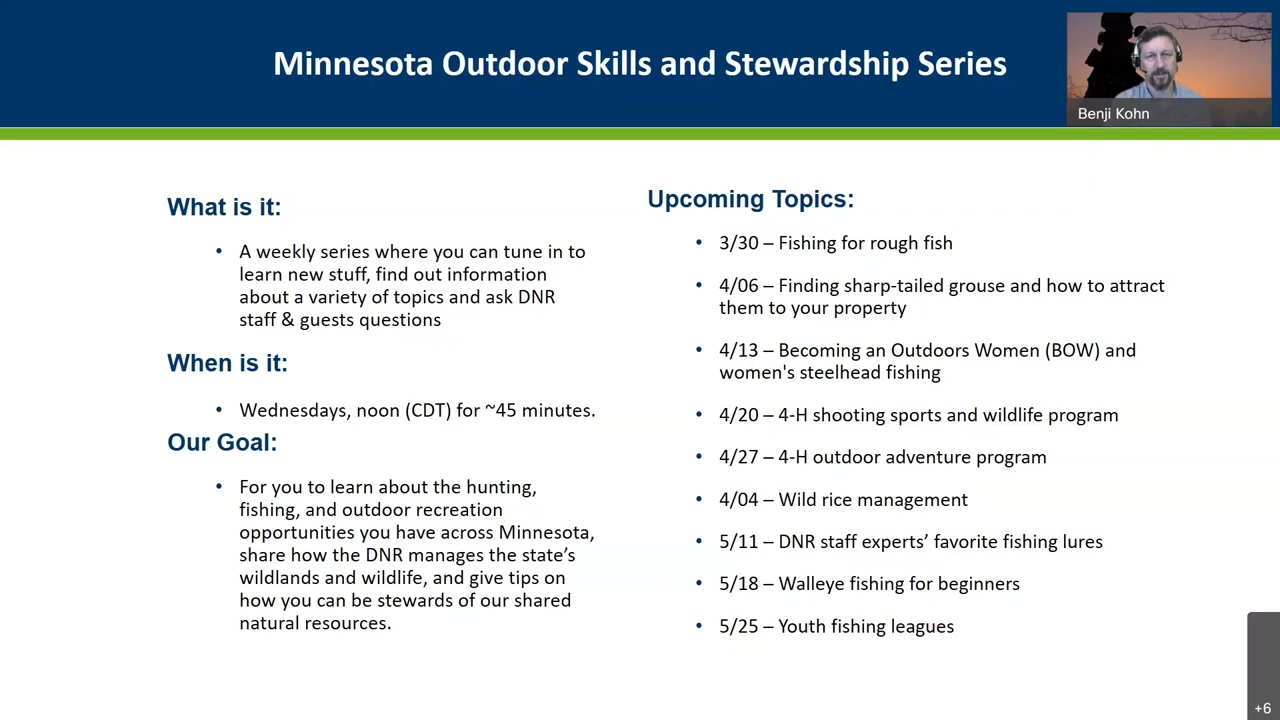 Minnesota Outdoor Skills and Stewardship Series
Benji Kohn
What is it:
• A weekly series where you can tune in to
learn new stuff, find out information
about a variety of topics and ask DNR
staff & guests questions
When is it:
• Wednesdays, noon (CDT) for ~45 minutes.
Our Goal:
• For you to learn about the hunting,
fishing, and outdoor recreation
opportunities you have across Minnesota,
share how the DNR manages the state’s
wildlands and wildlife, and give tips on
how you can be stewards of our shared
natural resources.
Upcoming Topics:
• 3/30 – Fishing for rough fish
• 4/06 – Finding sharp-tailed grouse and how to attract
them to your property
• 4/13 – Becoming an Outdoors Women (BOW) and
women's steelhead fishing
• 4/20 – 4-H shooting sports and wildlife program
• 4/27 – 4-H outdoor adventure program
• 4/04 – Wild rice management
• 5/11 – DNR staff experts’ favorite fishing lures
• 5/18 – Walleye fishing for beginners
• 5/25 – Youth fishing leagues
+6